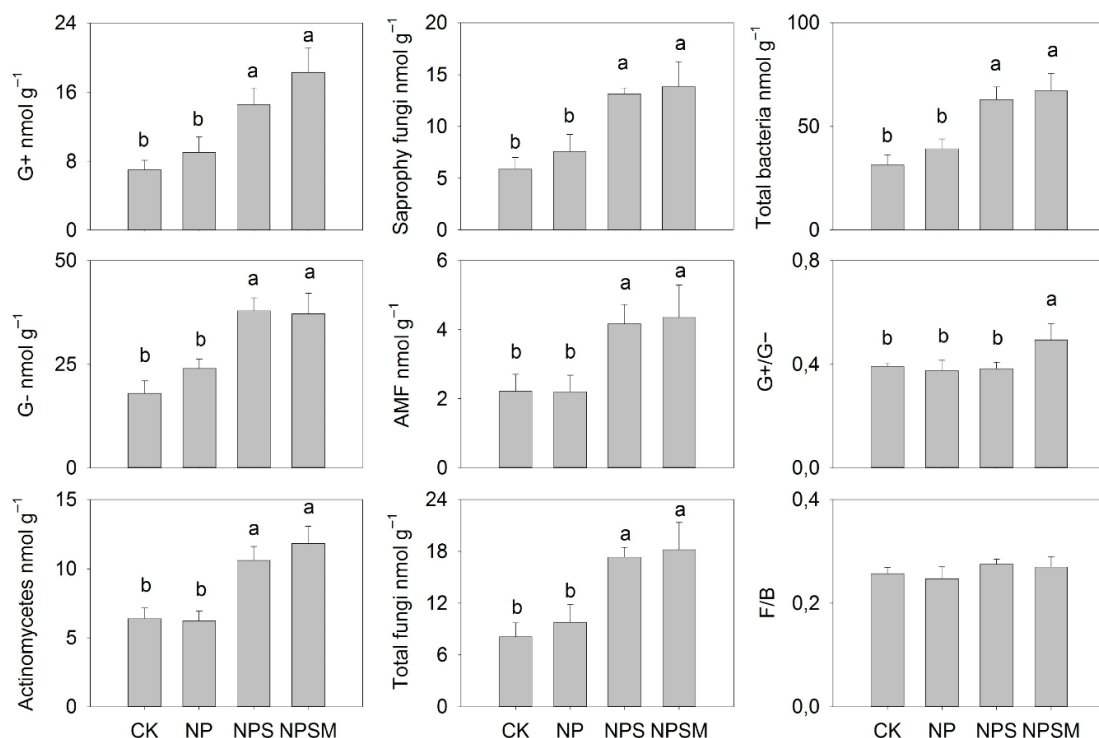 G+ nmol g⁻¹
24
16
8
0
b
b
a
a
Saprophy fungi nmol g⁻¹
20
15
10
5
0
b
b
a
a
Total bacteria nmol g⁻¹
100
50
0
b
b
a
a
G- nmol g⁻¹
50
25
0
b
b
a
a
AMF nmol g⁻¹
6
4
2
0
b
b
a
a
G+/G−
0,8
0,4
0,0
b
b
b
a
Actinomycetes nmol g⁻¹
15
10
5
0
b
b
a
a
CK NP NPS NPSM
Total fungi nmol g⁻¹
24
18
12
6
0
b
b
a
a
CK NP NPS NPSM
F/B
0,4
0,2
0,0
CK NP NPS NPSM